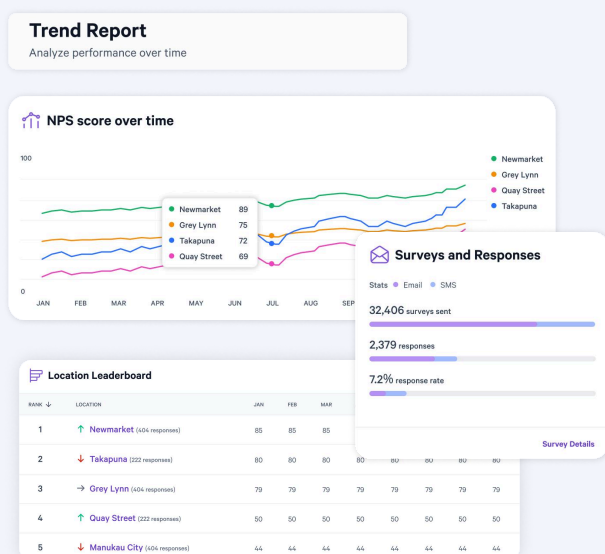 Trend Report
Analyze performance over time
NPS score over time
100
0
JAN FEB MAR APR MAY JUN JUL AUG SEP
Newmarket
Grey Lynn
Quay Street
Takapuna
Newmarket 89
Grey Lynn 75
Takapuna 72
Quay Street 69
Surveys and Responses
Stats Email SMS
32,406 surveys sent
2,379 responses
7.2% response rate
Survey Details
Location Leaderboard
RANK LOCATION JAN FEB MAR
1 Newmarket (404 responses) 85 85 85
2 Takapuna (222 responses) 80 80 80 80 80 80 80 80
3 Grey Lynn (404 responses) 79 79 79 79 79 79 79 79
4 Quay Street (222 responses) 50 50 50 50 50 50 50 50
5 Manukau City (404 responses) 44 44 44 44 44 44 44 44